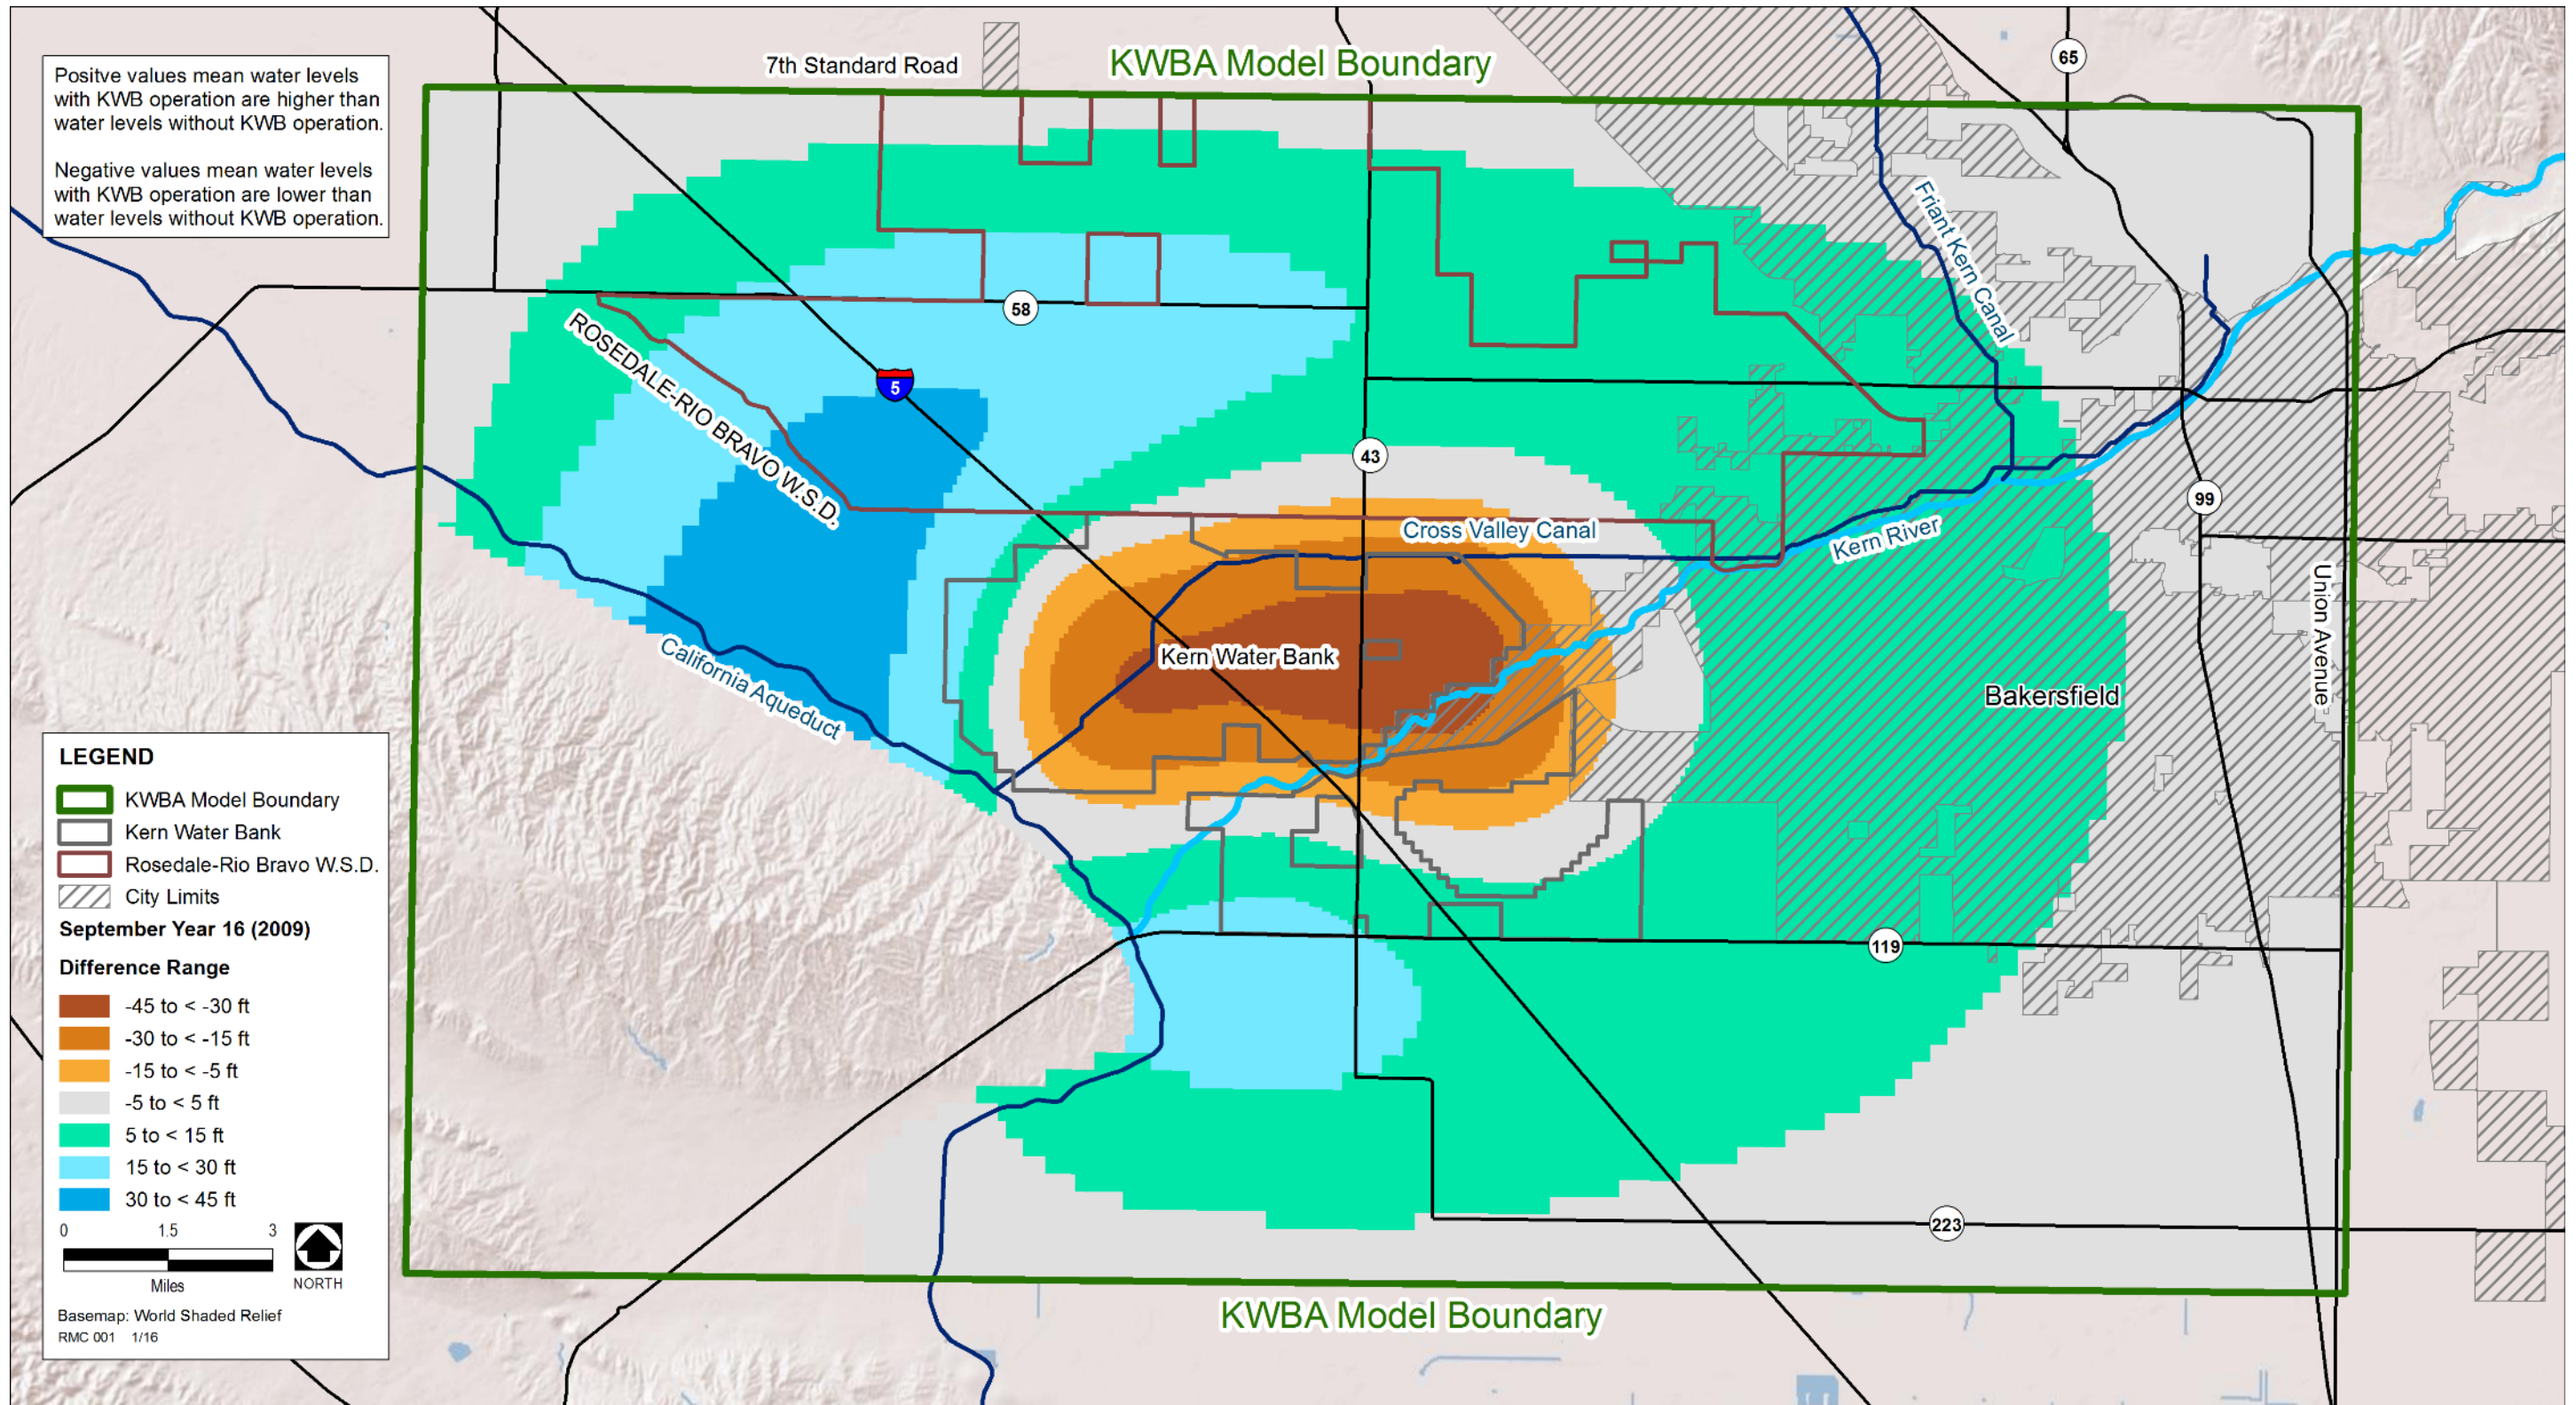 Positve values mean water levels
with KWB operation are higher than
water levels without KWB operation.
Negative values mean water levels
with KWB operation are lower than
water levels without KWB operation.
7th Standard Road
KWBA Model Boundary
65
Friant Kern Canal
58
ROSEDALE-RIO BRAVO W.S.D.
5
43
99
Cross Valley Canal
Kern River
Union Avenue
Kern Water Bank
California Aqueduct
Bakersfield
119
223
KWBA Model Boundary
LEGEND
KWBA Model Boundary
Kern Water Bank
Rosedale-Rio Bravo W.S.D.
City Limits
September Year 16 (2009)
Difference Range
-45 to < -30 ft
-30 to < -15 ft
-15 to < -5 ft
-5 to < 5 ft
5 to < 15 ft
15 to < 30 ft
30 to < 45 ft
0 1.5 3
Miles
NORTH
Basemap: World Shaded Relief
RMC 001 1/16